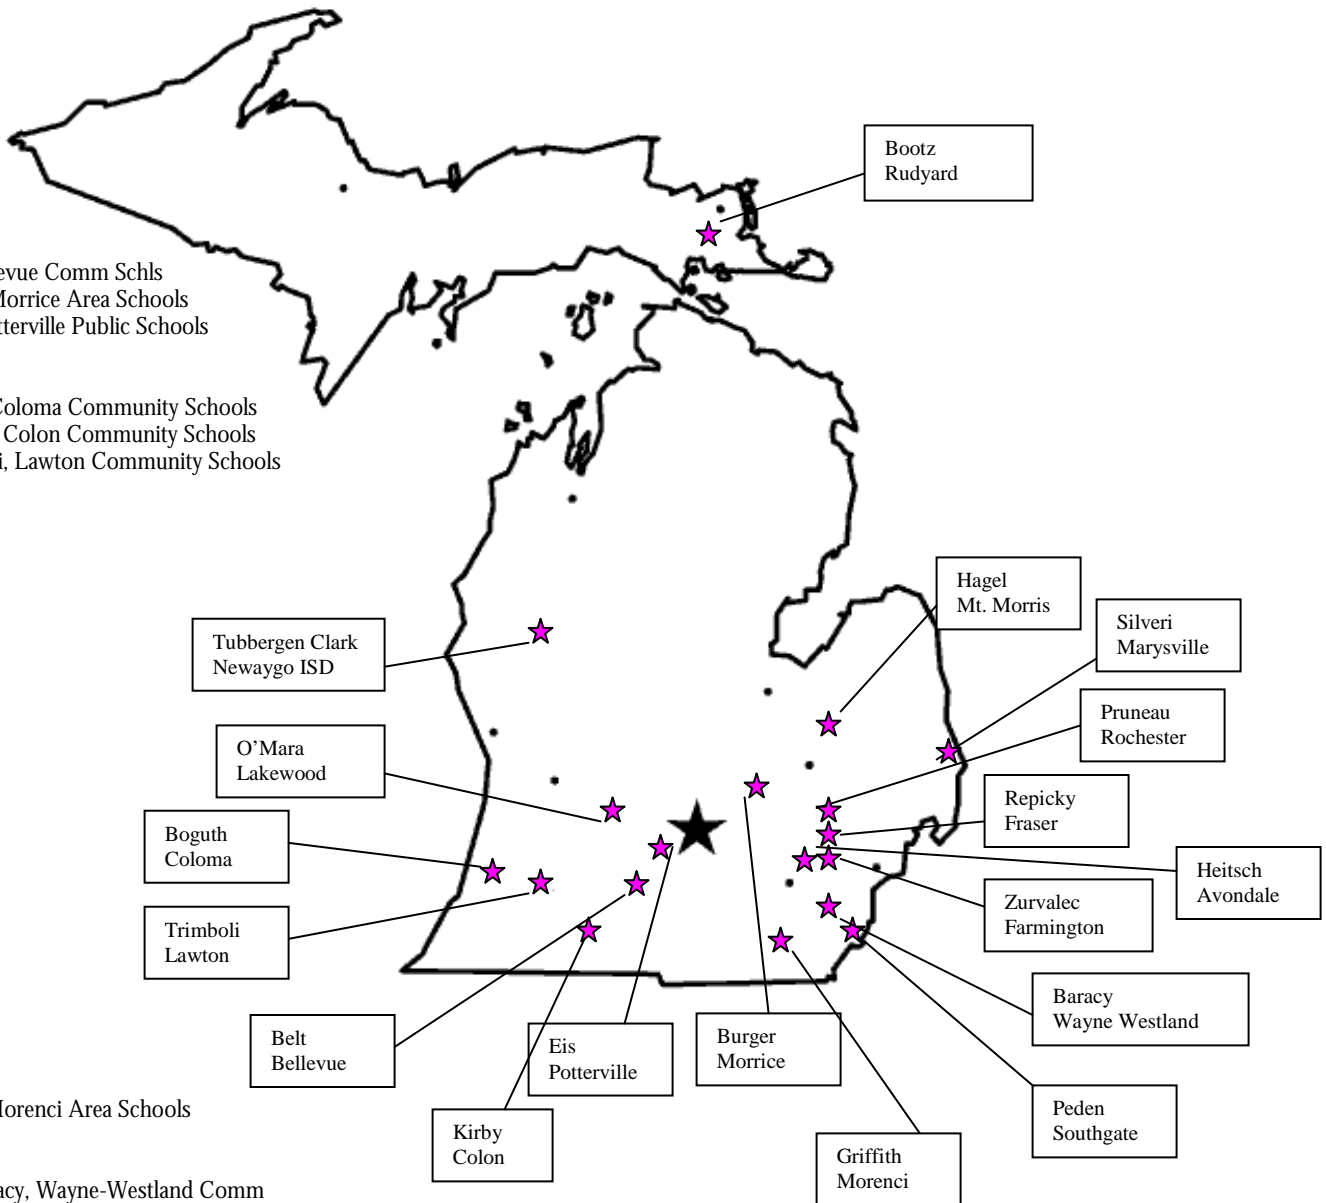 Bootz
Rudyard
evue Comm Schls
Morrice Area Schools
tterville Public Schools
Coloma Community Schools
Colon Community Schools
i, Lawton Community Schools
Hagel
Mt. Morris
Silveri
Marysville
Tubbergen Clark
Newaygo ISD
Pruneau
Rochester
O’Mara
Lakewood
Repicky
Fraser
Boguth
Coloma
Heitsch
Avondale
Zurvalec
Farmington
Trimboli
Lawton
Baracy
Wayne Westland
Belt
Bellevue
Eis
Potterville
Burger
Morrice
Peden
Southgate
Morenci Area Schools
Kirby
Colon
Griffith
Morenci
acy, Wayne-Westland Comm